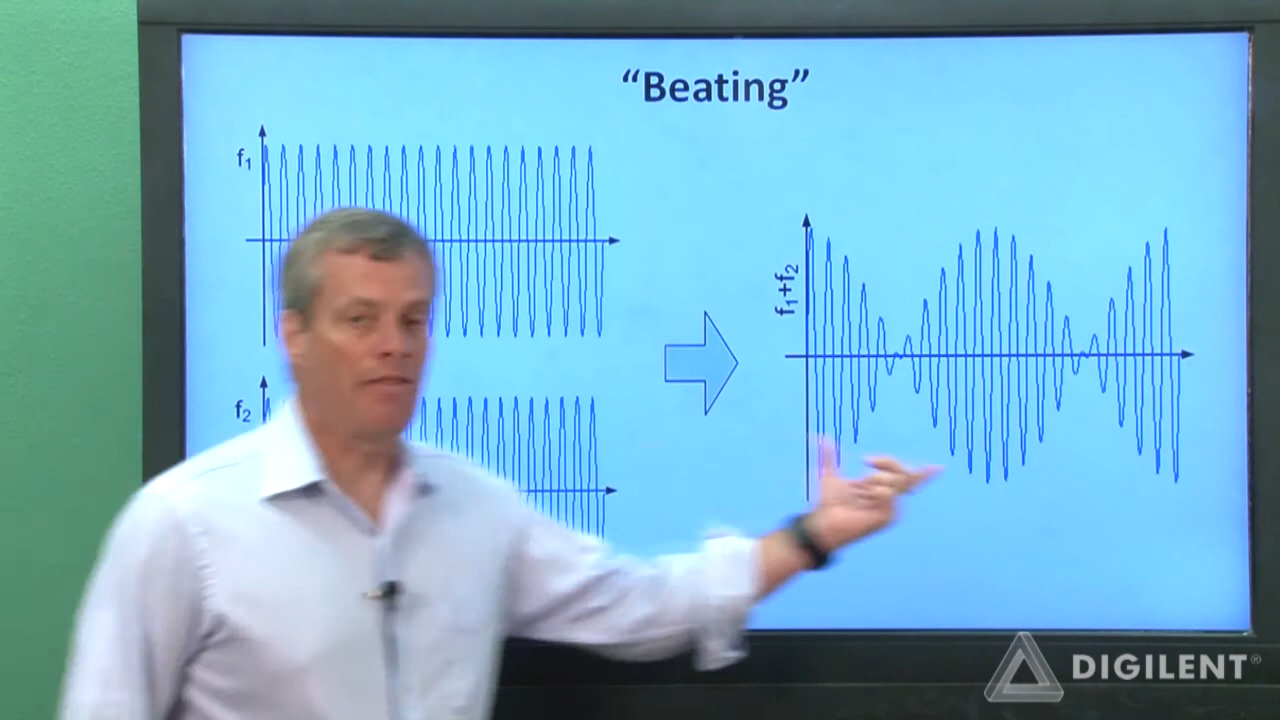 “Beating”
f₁
f₁+f₂
f₂
DIGILENT®